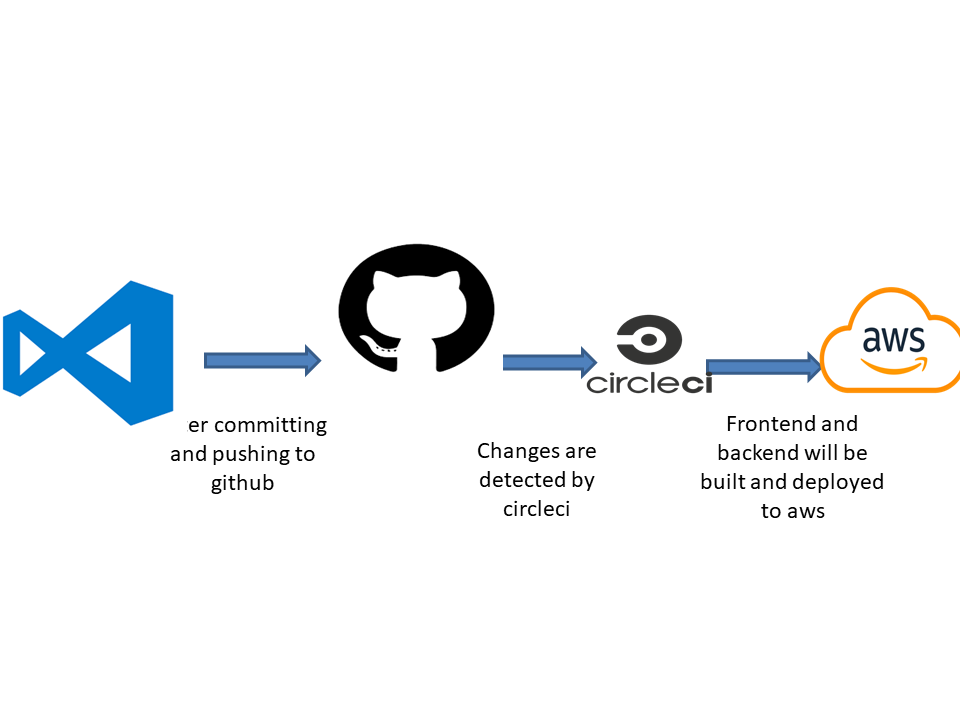 er committing
and pushing to
github
Changes are
detected by
circleci
circleci
Frontend and
backend will be
built and deployed
to aws
aws